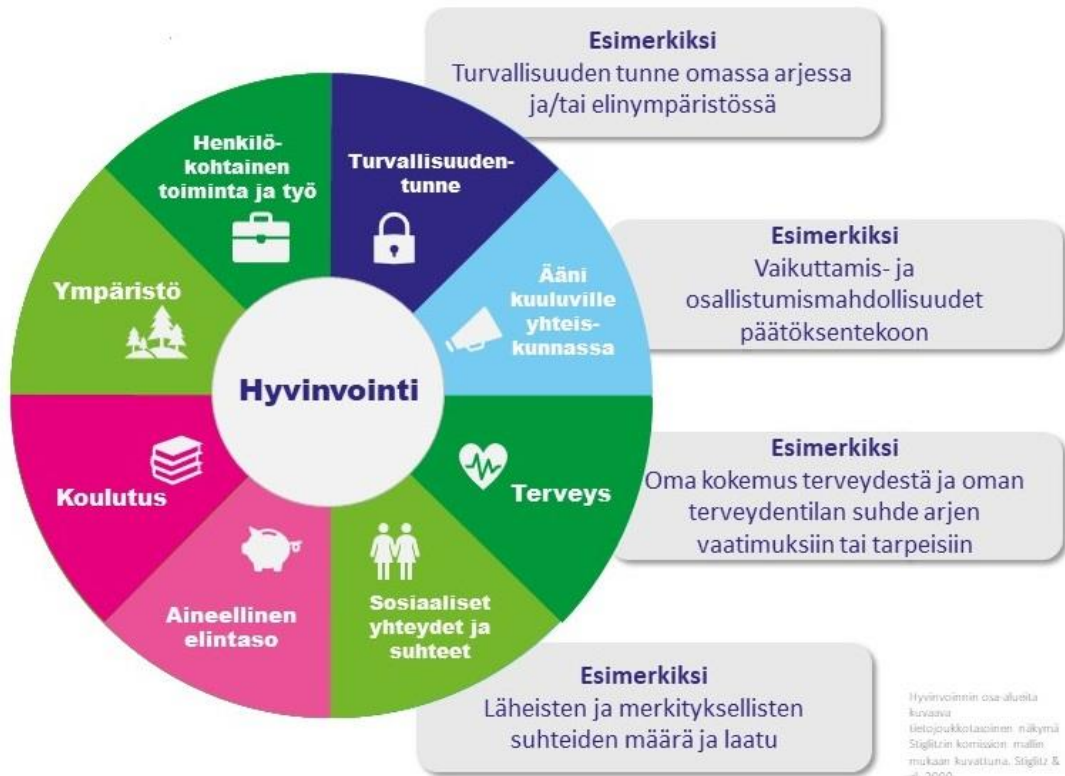 Esimerkiksi
Turvallisuuden tunne omassa arjessa
ja/tai elinympäristössä
Henkilö-
kohtainen
toiminta ja työ
Turvallisuuden-
tunne
Esimerkiksi
Vaikuttamis- ja
osallistumismahdollisuudet
päätöksentekoon
Ääni
kuuluville
yhteis-
kunnassa
Ympäristö
Hyvinvointi
Esimerkiksi
Oma kokemus terveydestä ja oman
terveydentilan suhde arjen
vaatimuksiin tai tarpeisiin
Terveys
Koulutus
Aineellinen
elintaso
Sosiaaliset
yhteydet ja
suhteet
Esimerkiksi
Läheisten ja merkityksellisten
suhteiden määrä ja laatu
Hyvinvoinnin osa-alueita
kuvaava
tietojoukkotasoinen näkymä
Stiglitzin komission mallin
mukaan kuvattuna. Stiglitz &